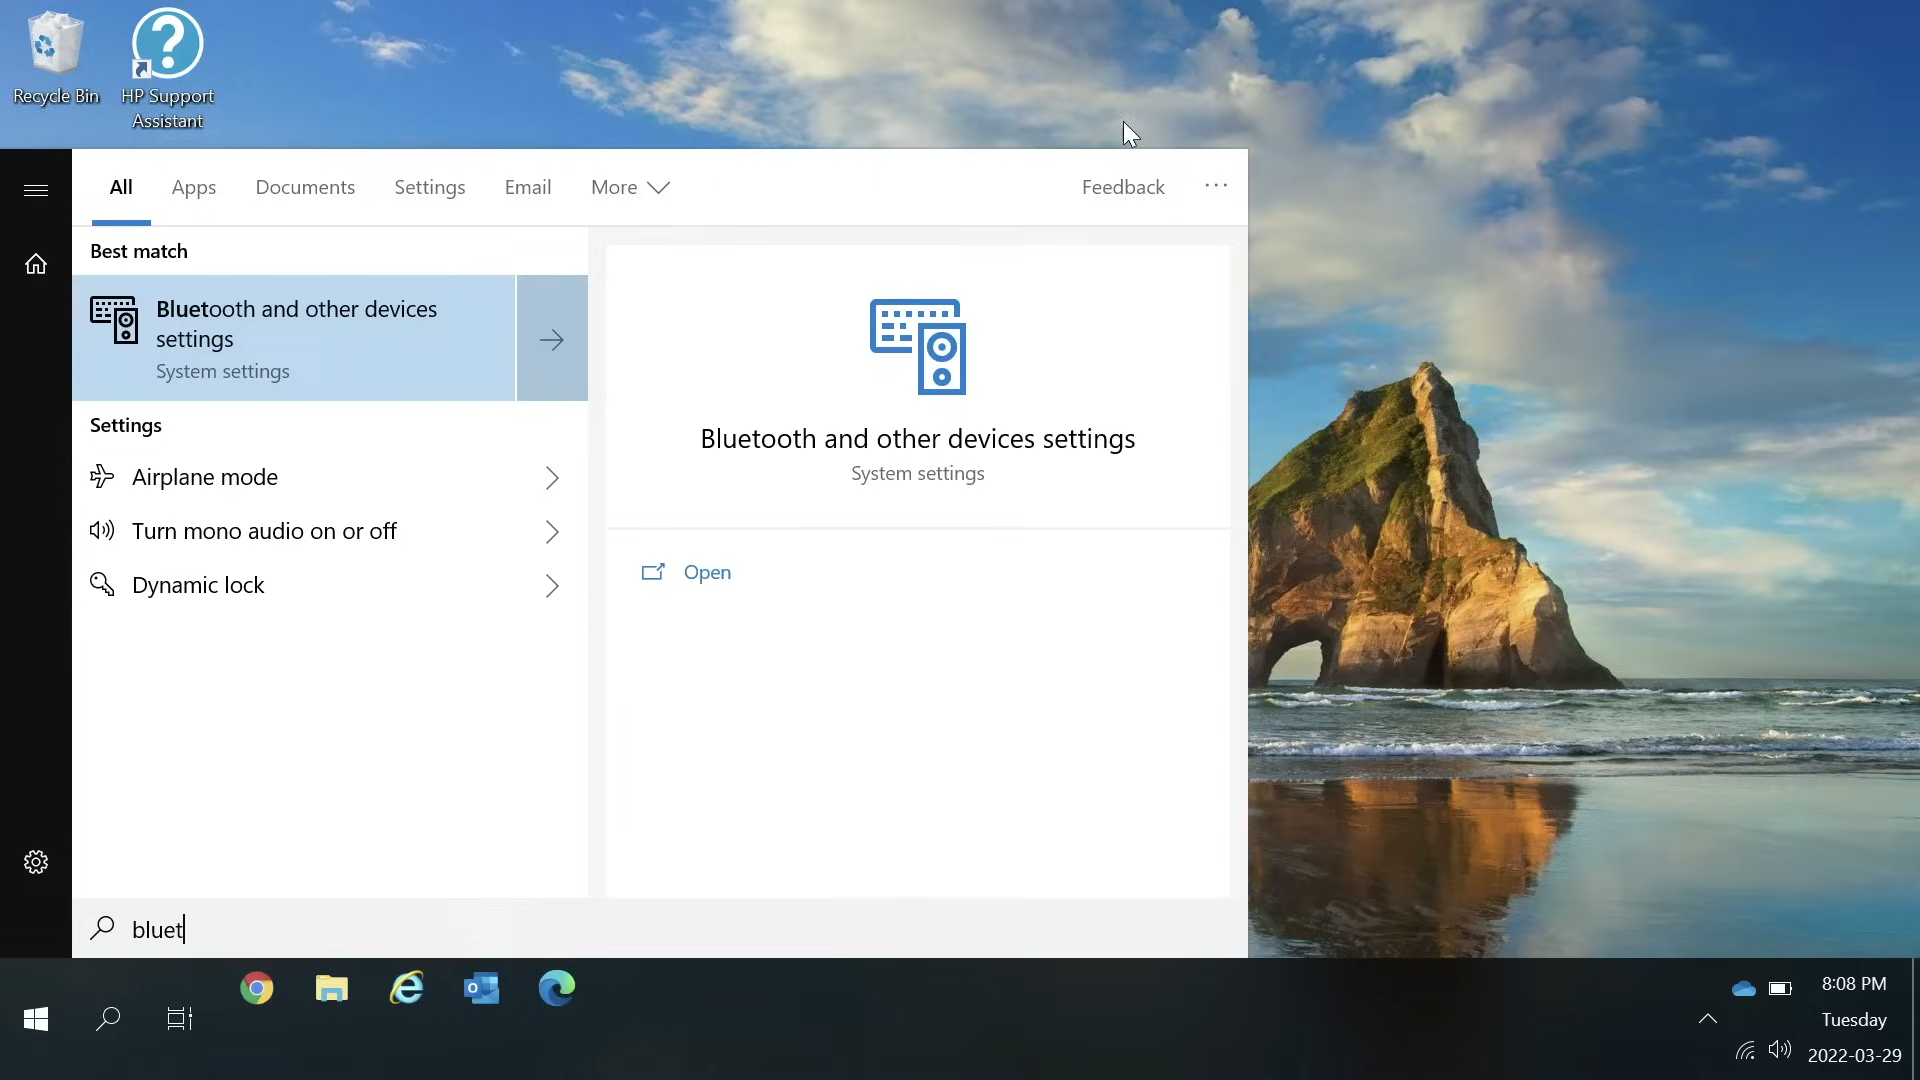 Recycle Bin
HP Support
Assistant
All
Apps
Documents
Settings
Email
More
Feedback
Best match
Bluetooth and other devices
settings
System settings
Settings
Airplane mode
Turn mono audio on or off
Dynamic lock
Bluetooth and other devices settings
System settings
Open
bluet
8:08 PM
Tuesday
2022-03-29